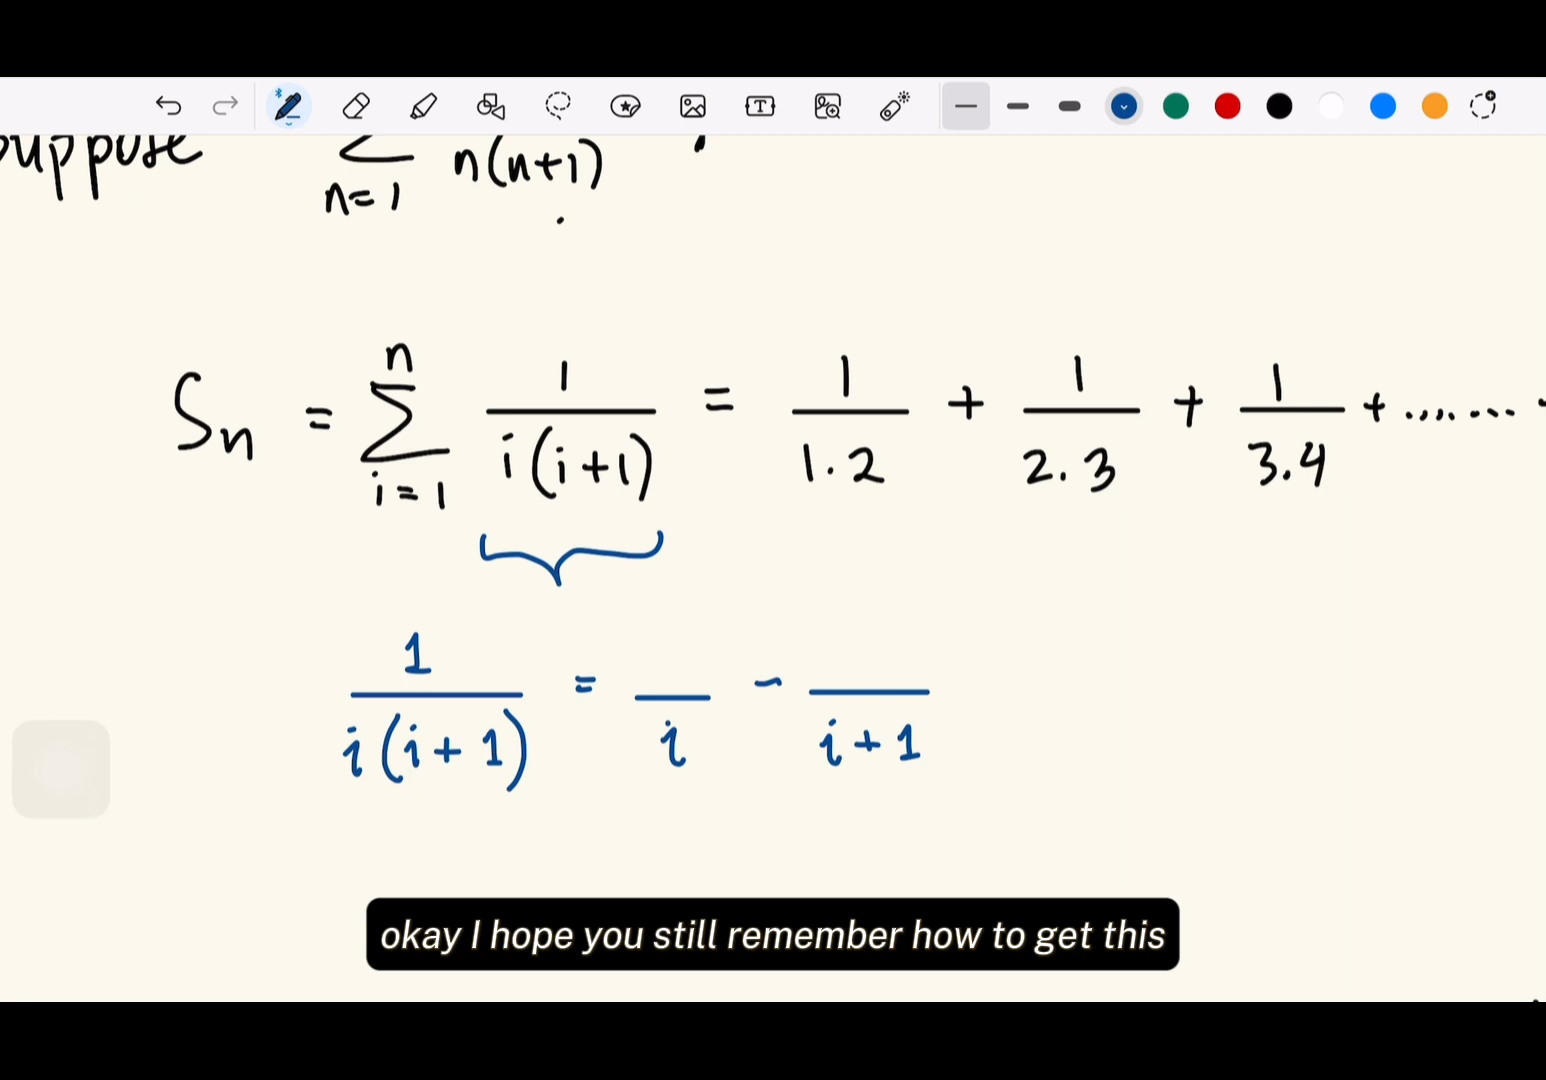 suppose ∑ n=1 n(n+1) .
Sn = ∑ n i=1 1/i(i+1) = 1/1.2 + 1/2.3 + 1/3.4 + .........
1/i(i+1) = /i - /i+1
okay I hope you still remember how to get this